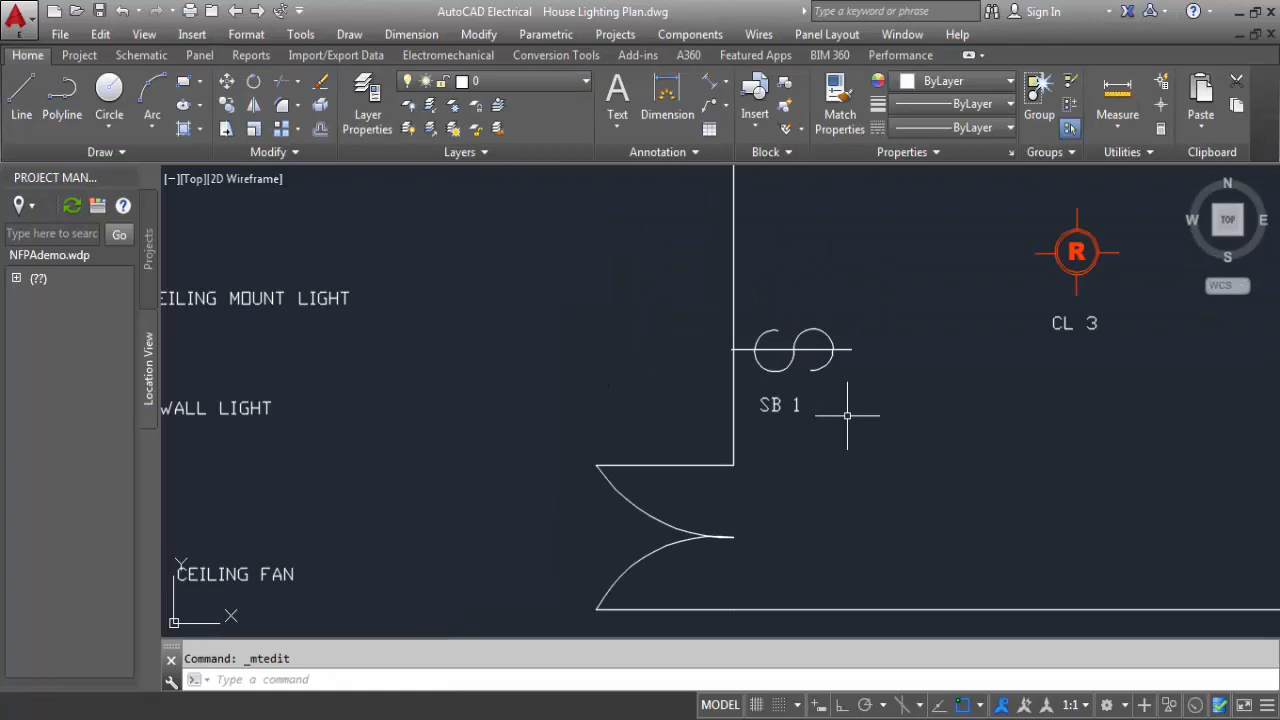 AutoCAD Electrical House Lighting Plan.dwg
Type a keyword or phrase
Sign In
File Edit View Insert Format Tools Draw Dimension Modify Parametric Projects Components Wires Panel Layout Window Help
Home Project Schematic Panel Reports Import/Export Data Electromechanical Conversion Tools Add-ins A360 Featured Apps BIM 360 Performance
0
ByLayer
ByLayer
ByLayer
Line Polyline Circle Arc
Layer Properties
Text Dimension
Insert
Match Properties
Group
Measure
Paste
Draw Modify Layers Annotation Block Properties Groups Utilities Clipboard
PROJECT MAN...
Type here to searc
Go
NFPAdemo.wdp
(??)
Projects
Location View
[–][Top][2D Wireframe]
N
W TOP E
S
WCS
R
CL 3
EILING MOUNT LIGHT
SB 1
WALL LIGHT
CEILING FAN
Y
X
Command: _mtedit
Type a command
MODEL
1:1